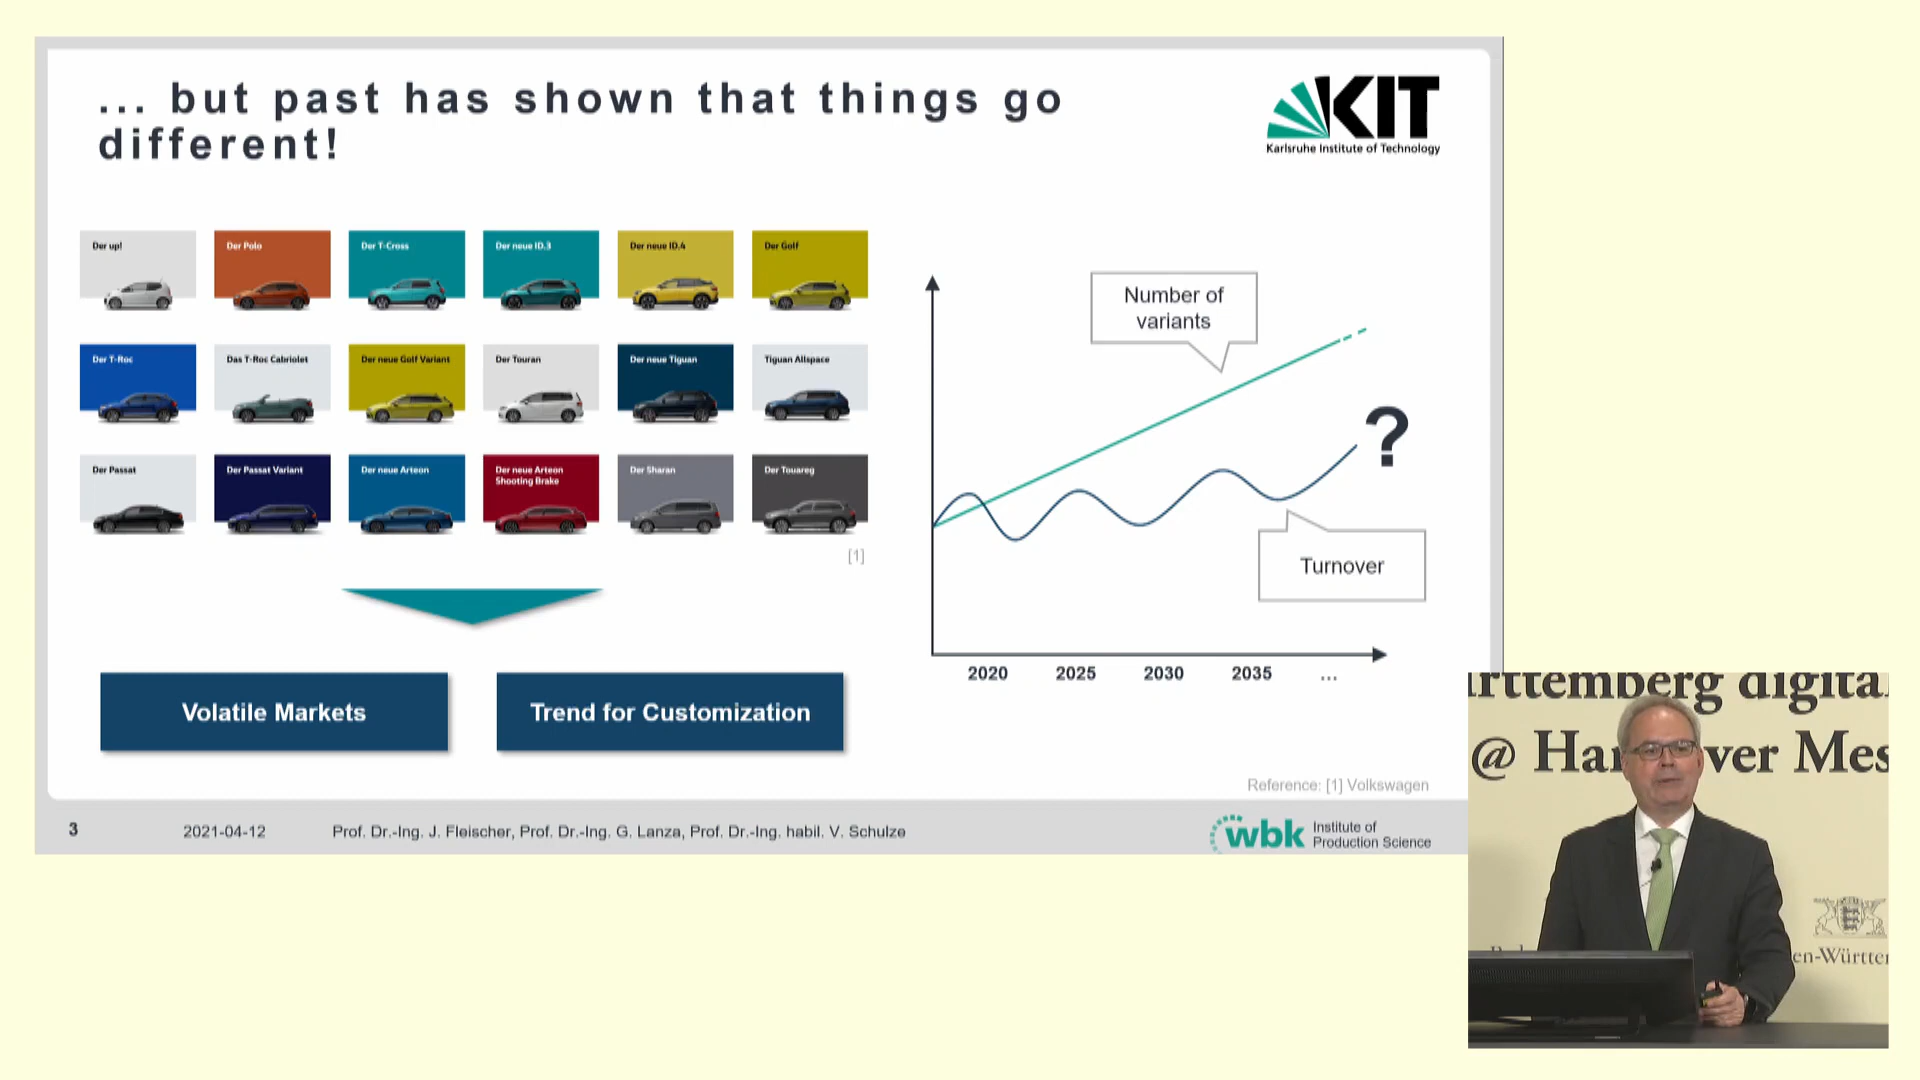 ... but past has shown that things go
different!
KIT
Karlsruhe Institute of Technology
Der up!
Der Polo
Der T-Cross
Der neue ID.3
Der neue ID.4
Der Golf
Der T-Roc
Das T-Roc Cabriolet
Der neue Golf Variant
Der Touran
Der neue Tiguan
Tiguan Allspace
Der Passat
Der Passat Variant
Der neue Arteon
Der neue Arteon
Shooting Brake
Der Sharan
Der Touareg
[1]
Volatile Markets
Trend for Customization
Number of
variants
?
Turnover
2020
2025
2030
2035
...
Reference: [1] Volkswagen
3
2021-04-12
Prof. Dr.-Ing. J. Fleischer, Prof. Dr.-Ing. G. Lanza, Prof. Dr.-Ing. habil. V. Schulze
wbk
Institute of
Production Science
rttemberg digita
@ Ha ver Mes
en-Württe